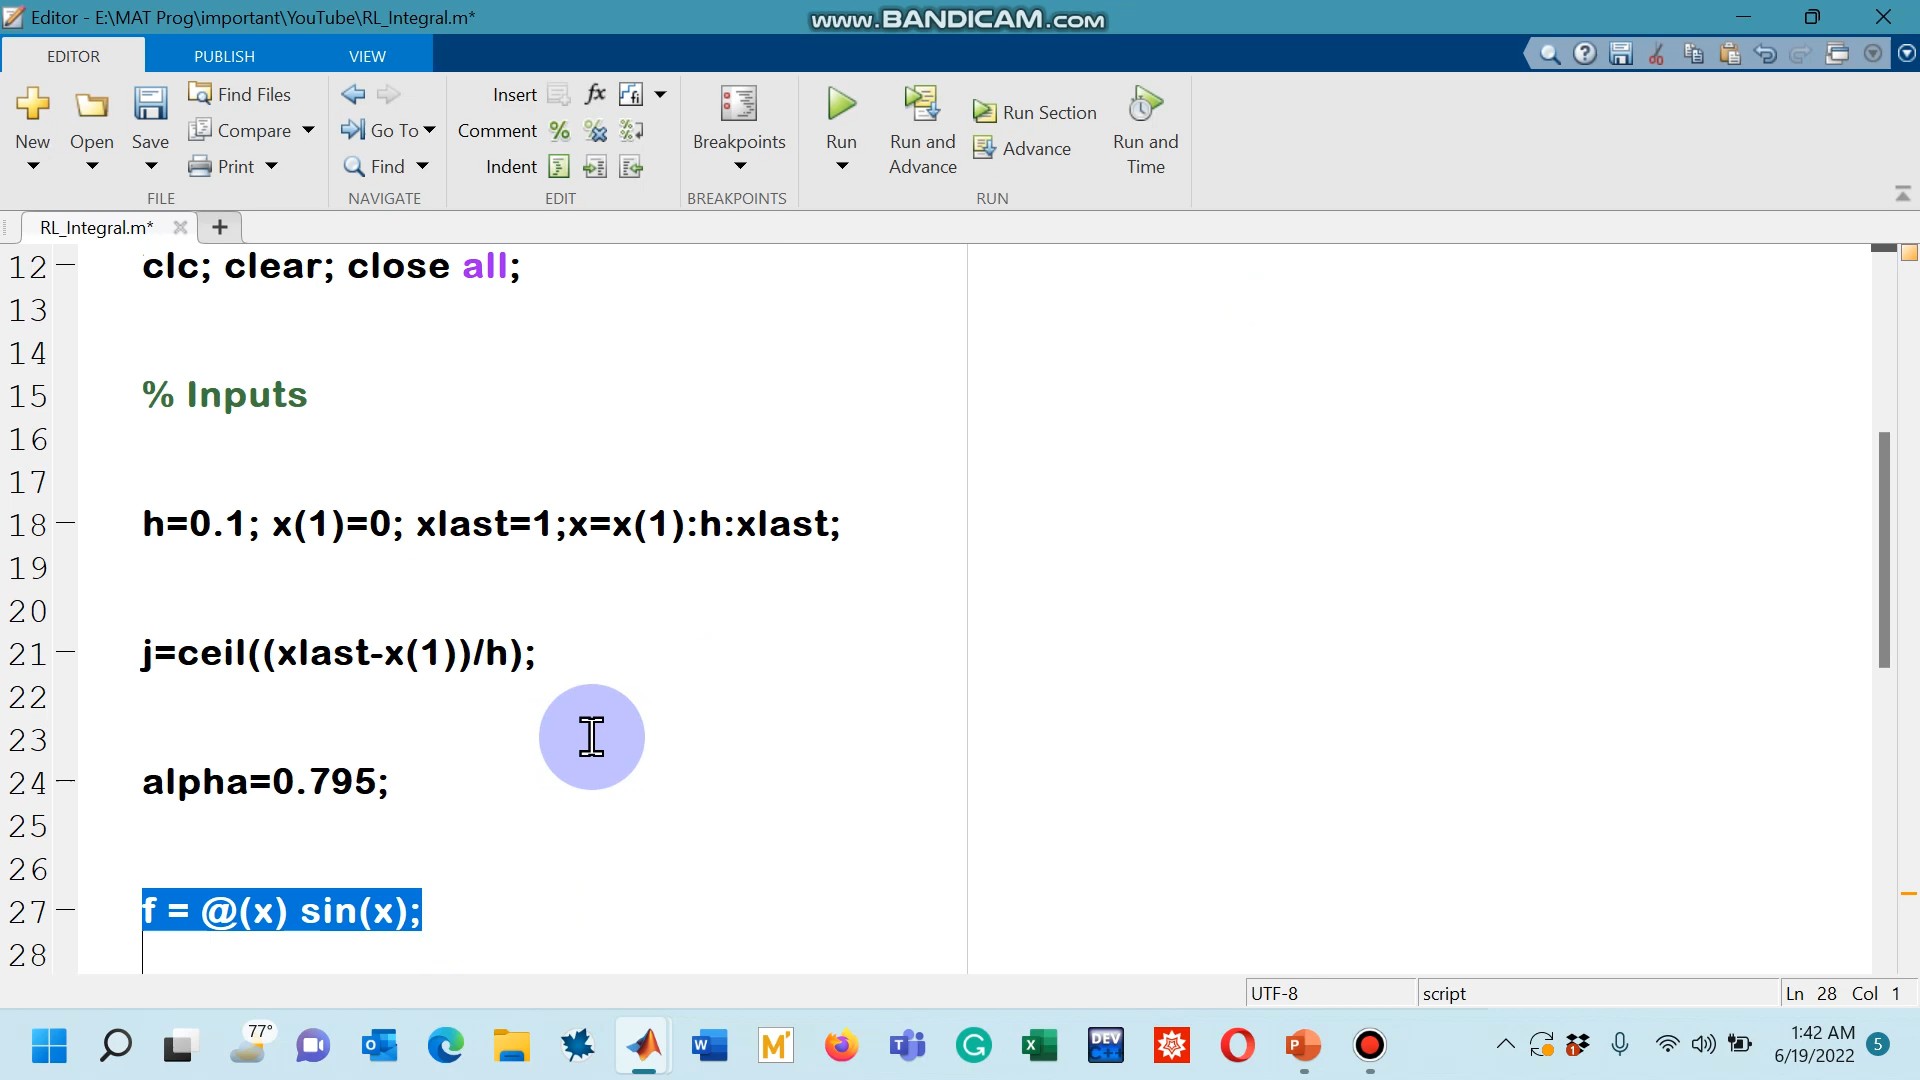 Editor - E:\MAT Prog\important\YouTube\RL_Integral.m*
www.BANDICAM.com
EDITOR PUBLISH VIEW
New
Open
Save
Find Files
Compare
Print
FILE
Go To
Find
NAVIGATE
Insert fx
Comment
Indent
EDIT
Breakpoints
BREAKPOINTS
Run
Run and Advance
Run Section
Advance
Run and Time
RUN
RL_Integral.m*
12 clc; clear; close all;
13
14
15 % Inputs
16
17
18 h=0.1; x(1)=0; xlast=1;x=x(1):h:xlast;
19
20
21 j=ceil((xlast-x(1))/h);
22
23
24 alpha=0.795;
25
26
27 f = @(x) sin(x);
28
UTF-8 script Ln 28 Col 1
77°
DEV C++
1:42 AM
6/19/2022
5